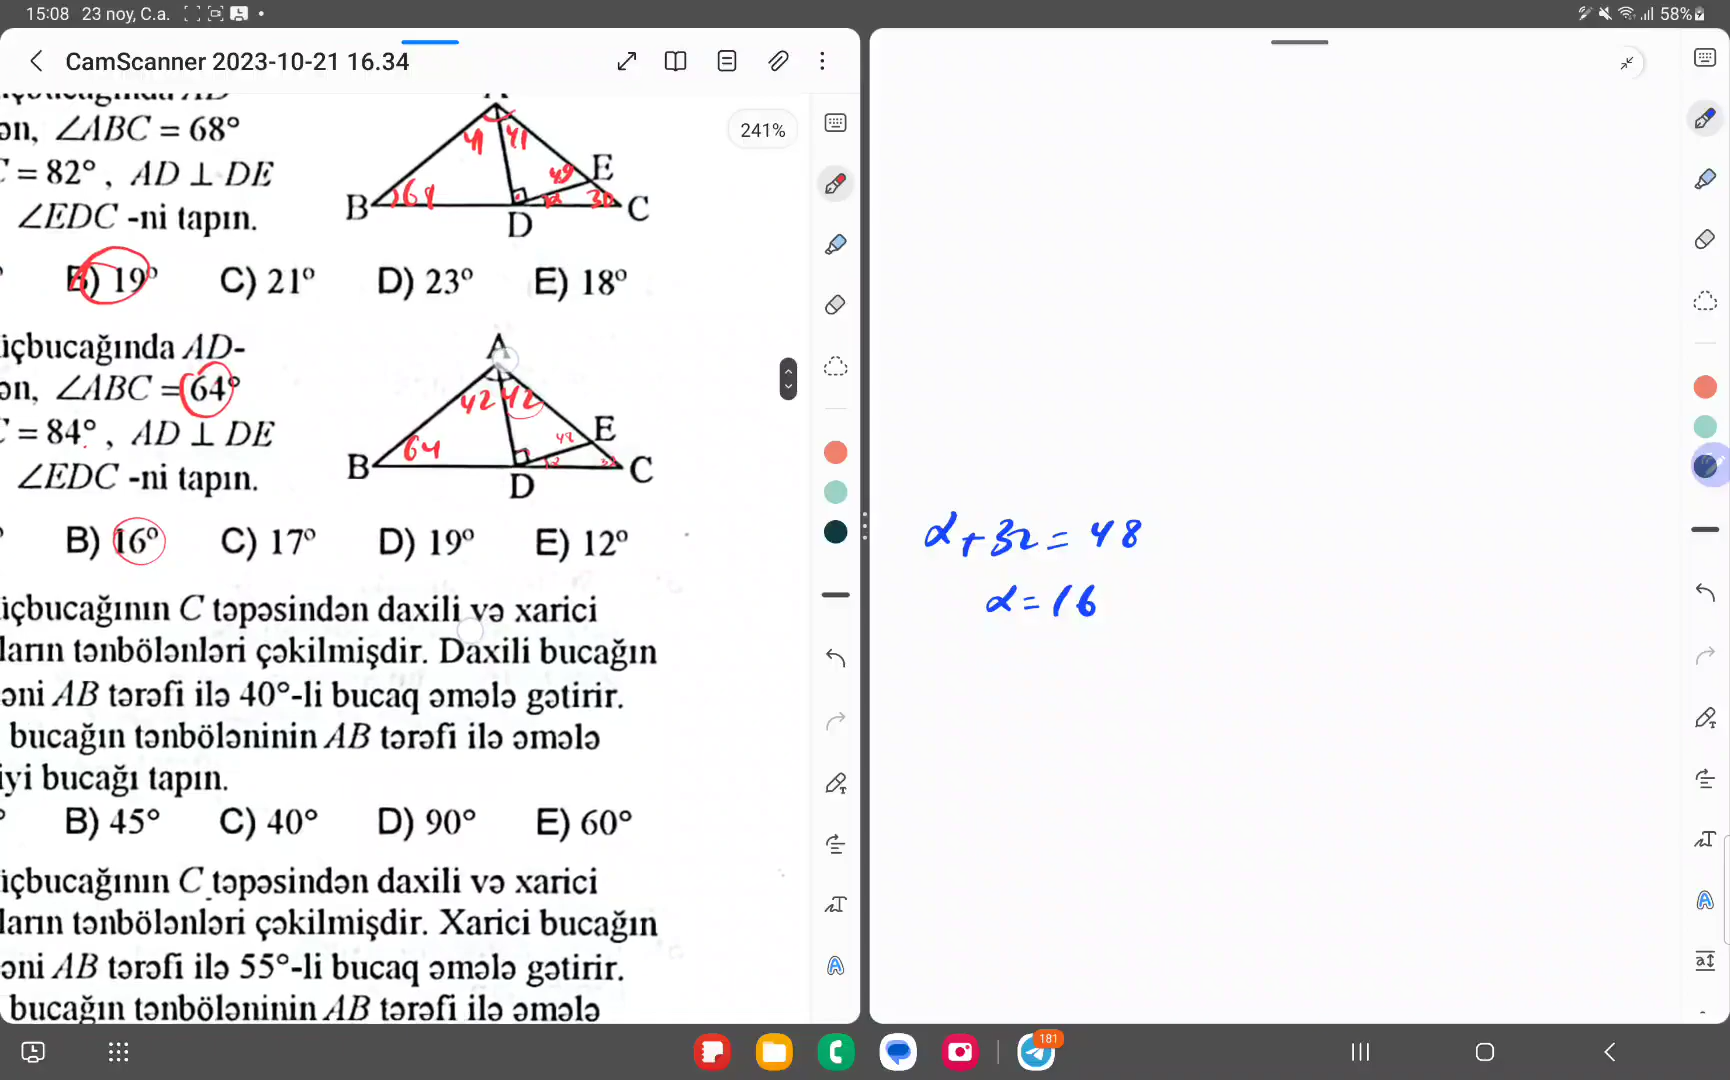 15:08 23 noy, C.a.
58%
CamScanner 2023-10-21 16.34
241%
ən, ∠ABC = 68°
= 82° , AD ⊥ DE
∠EDC -ni tapın.
B) 19° C) 21° D) 23° E) 18°
41 41
E
49
68
30
B
D
C
üçbucağında AD-
ən, ∠ABC = 64°
= 84° , AD ⊥ DE
∠EDC -ni tapın.
B) 16° C) 17° D) 19° E) 12°
A
42 42
48
E
64
32
B
D
C
üçbucağının C təpəsindən daxili və xarici
ların tənbölənləri çəkilmişdir. Daxili bucağın
əni AB tərəfi ilə 40°-li bucaq əmələ gətirir.
bucağın tənböləninin AB tərəfi ilə əmələ
iyi bucağı tapın.
B) 45° C) 40° D) 90° E) 60°
üçbucağının C təpəsindən daxili və xarici
ların tənbölənləri çəkilmişdir. Xarici bucağın
əni AB tərəfi ilə 55°-li bucaq əmələ gətirir.
bucağın tənböləninin AB tərəfi ilə əmələ
α+32=48
α=16
181